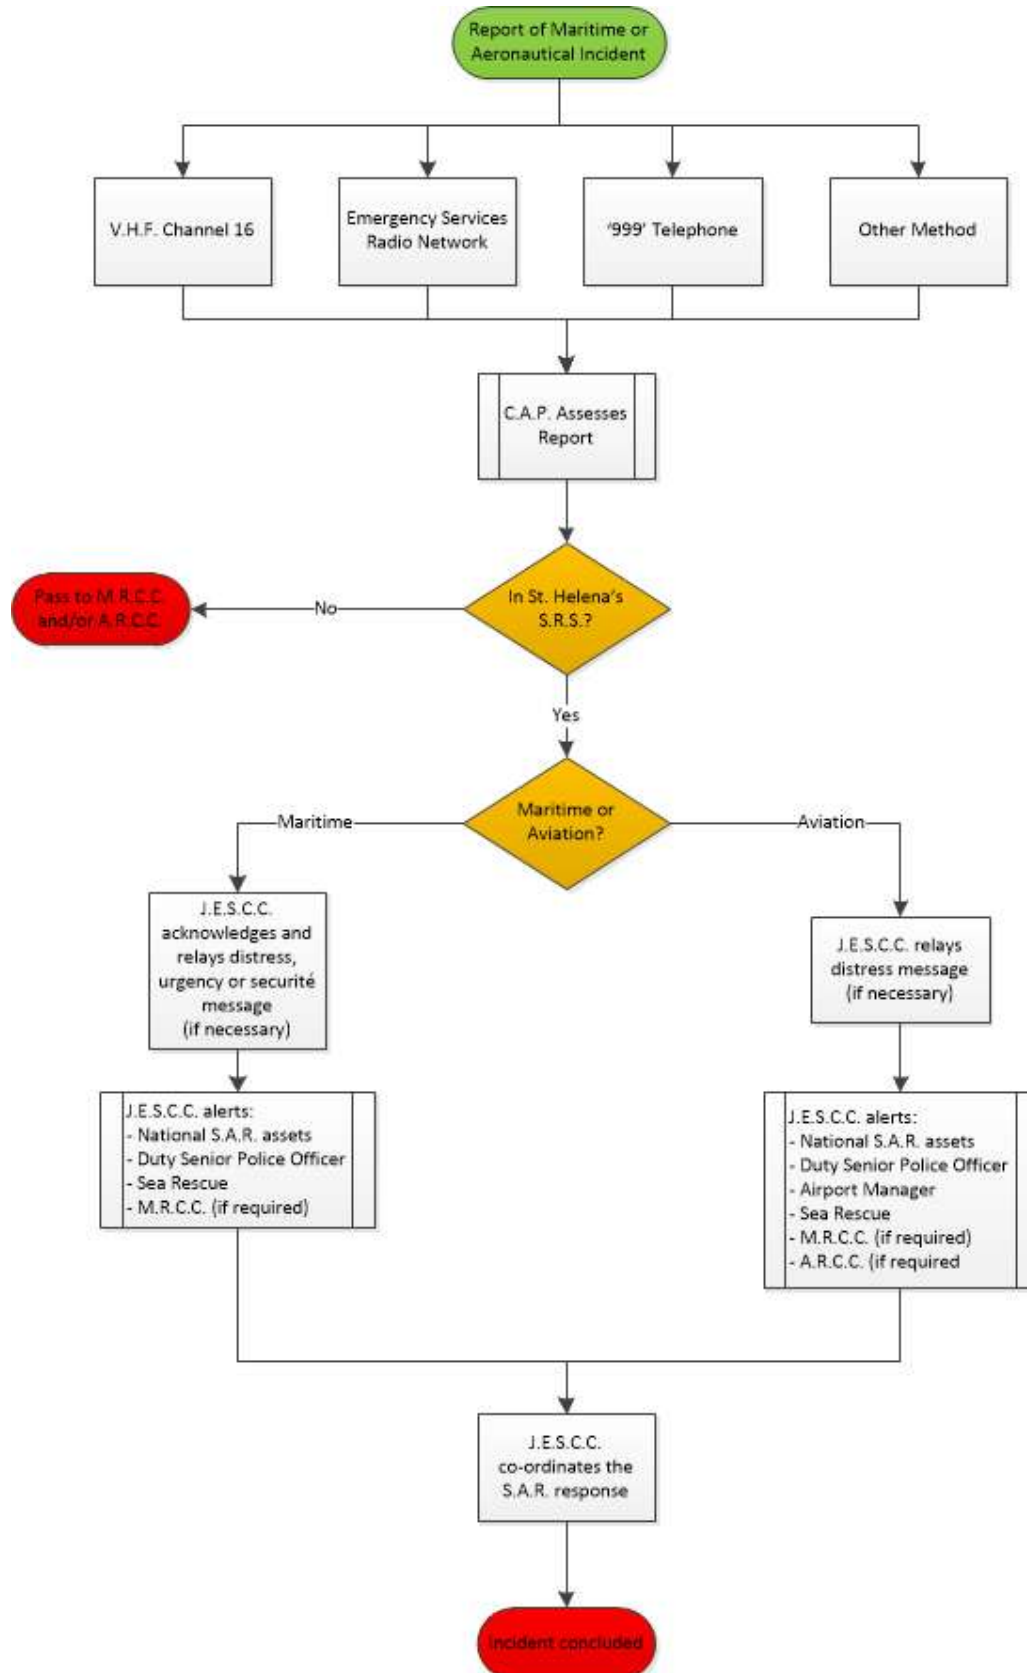 Report of Maritime or
Aeronautical Incident
V.H.F. Channel 16
Emergency Services
Radio Network
'999' Telephone
Other Method
C.A.P. Assesses
Report
In St. Helena's
S.R.S.?
No
Pass to M.R.C.C.
and/or A.R.C.C.
Yes
Maritime or
Aviation?
Maritime
Aviation
J.E.S.C.C.
acknowledges and
relays distress,
urgency or securité
message
(if necessary)
J.E.S.C.C. relays
distress message
(if necessary)
J.E.S.C.C. alerts:
- National S.A.R. assets
- Duty Senior Police Officer
- Sea Rescue
- M.R.C.C. (if required)
J.E.S.C.C. alerts:
- National S.A.R. assets
- Duty Senior Police Officer
- Airport Manager
- Sea Rescue
- M.R.C.C. (if required)
- A.R.C.C. (if required
J.E.S.C.C.
co-ordinates the
S.A.R. response
Incident concluded